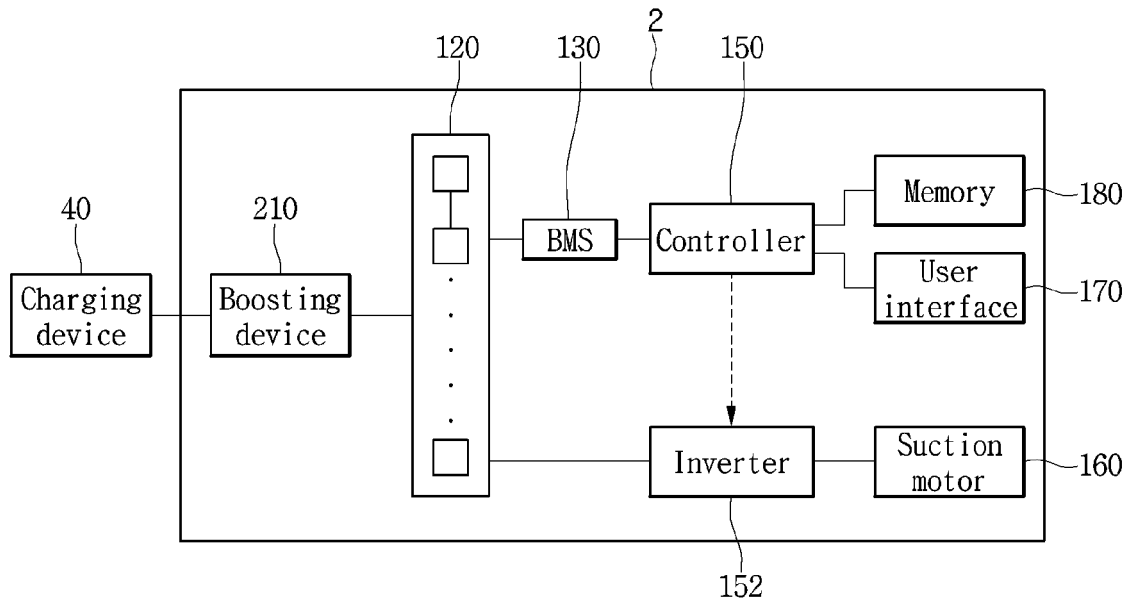 2
120
130
150
Memory
180
40
210
BMS
Controller
Charging
device
Boosting
device
User
interface
170
Inverter
Suction
motor
160
152